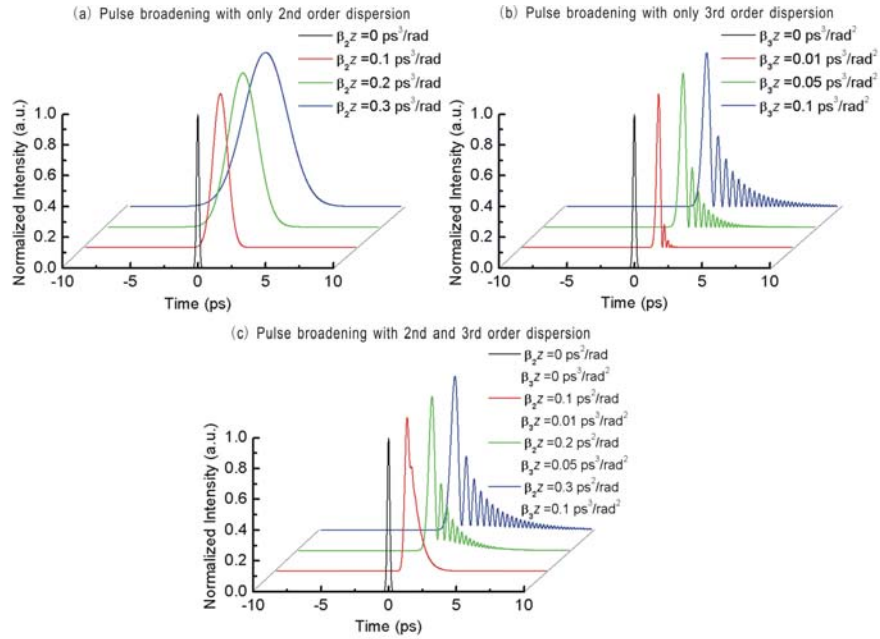 (a) Pulse broadening with only 2nd order dispersion
β₂z =0 ps³/rad
β₂z =0.1 ps³/rad
β₂z =0.2 ps³/rad
β₂z =0.3 ps³/rad
Normalized Intensity (a.u.)
1.0
0.8
0.6
0.4
0.2
0.0
-10
-5
0
5
10
Time (ps)
(b) Pulse broadening with only 3rd order dispersion
β₃z =0 ps³/rad²
β₃z =0.01 ps³/rad²
β₃z =0.05 ps³/rad²
β₃z =0.1 ps³/rad²
Normalized Intensity (a.u.)
1.0
0.8
0.6
0.4
0.2
0.0
-10
-5
0
5
10
Time (ps)
(c) Pulse broadening with 2nd and 3rd order dispersion
β₂z =0 ps²/rad
β₃z =0 ps³/rad²
β₂z =0.1 ps²/rad
β₃z =0.01 ps³/rad²
β₂z =0.2 ps²/rad
β₃z =0.05 ps³/rad²
β₂z =0.3 ps²/rad
β₃z =0.1 ps³/rad²
Normalized Intensity (a.u.)
1.0
0.8
0.6
0.4
0.2
0.0
-10
-5
0
5
10
Time (ps)